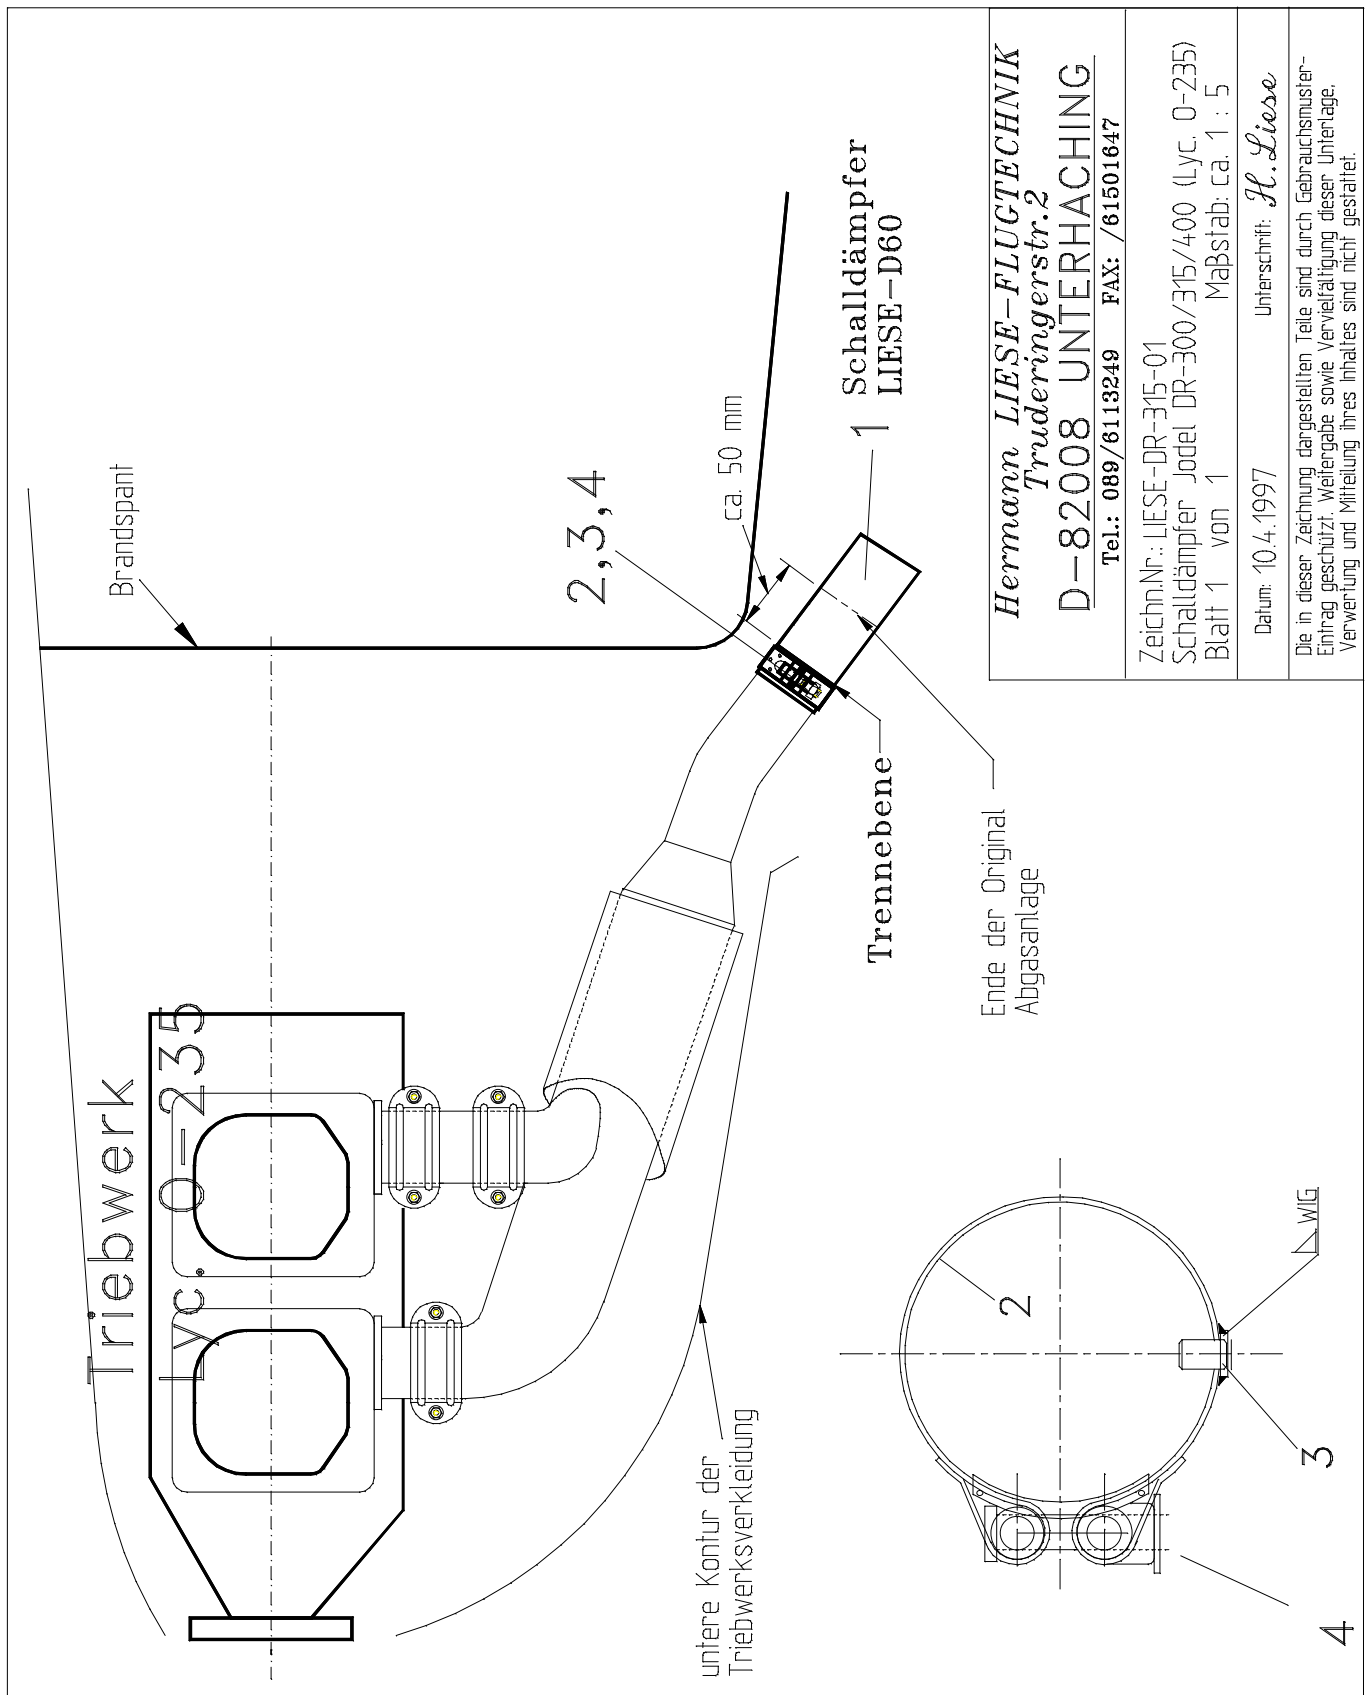 Triebwerk
Lyc. O-235
Brandspant
2,3,4
ca. 50 mm
1
Schalldämpfer
LIESE-D60
Trennebene
Ende der Original
Abgasanlage
untere Kontur der
Triebwerksverkleidung
2
3
4
WIG
Hermann LIESE-FLUGTECHNIK
Truderingerstr.2
D-82008 UNTERHACHING
Tel.: 089/6113249 FAX: /61501647
Zeichn.Nr.: LIESE-DR-315-01
Schalldämpfer Jodel DR-300/315/400 (Lyc. O-235)
Blatt 1 von 1 Maßstab: ca. 1 : 5
Datum: 10.4.1997 Unterschrift: H. Liese
Die in dieser Zeichnung dargestellten Teile sind durch Gebrauchsmuster-
Eintrag geschützt. Weitergabe sowie Vervielfältigung dieser Unterlage,
Verwertung und Mitteilung ihres Inhaltes sind nicht gestattet.